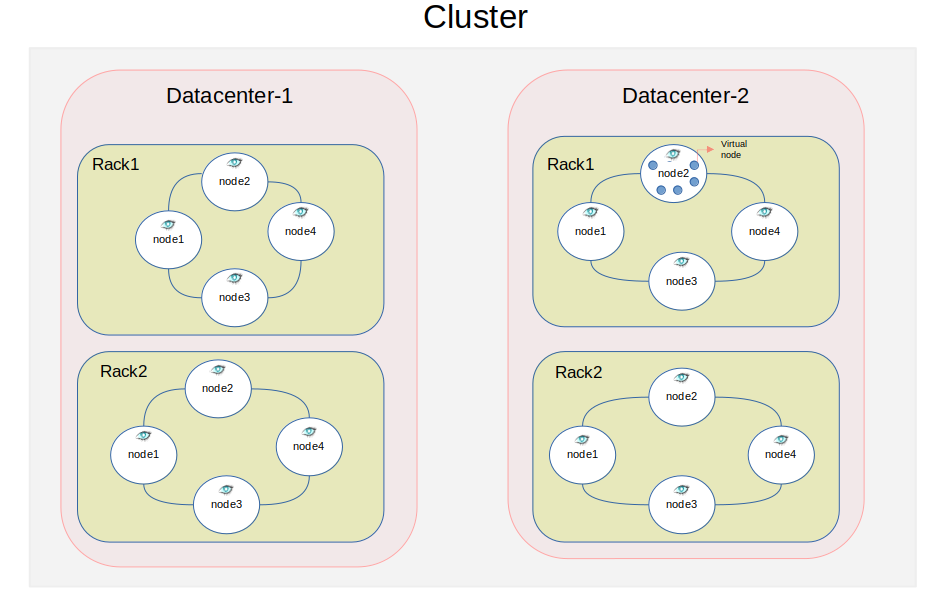 Cluster
Datacenter-1
Rack1
node2
node4
node1
node3
Rack2
node2
node4
node1
node3
Datacenter-2
Rack1
Virtual
node
node2
node1
node4
node3
Rack2
node2
node1
node4
node3